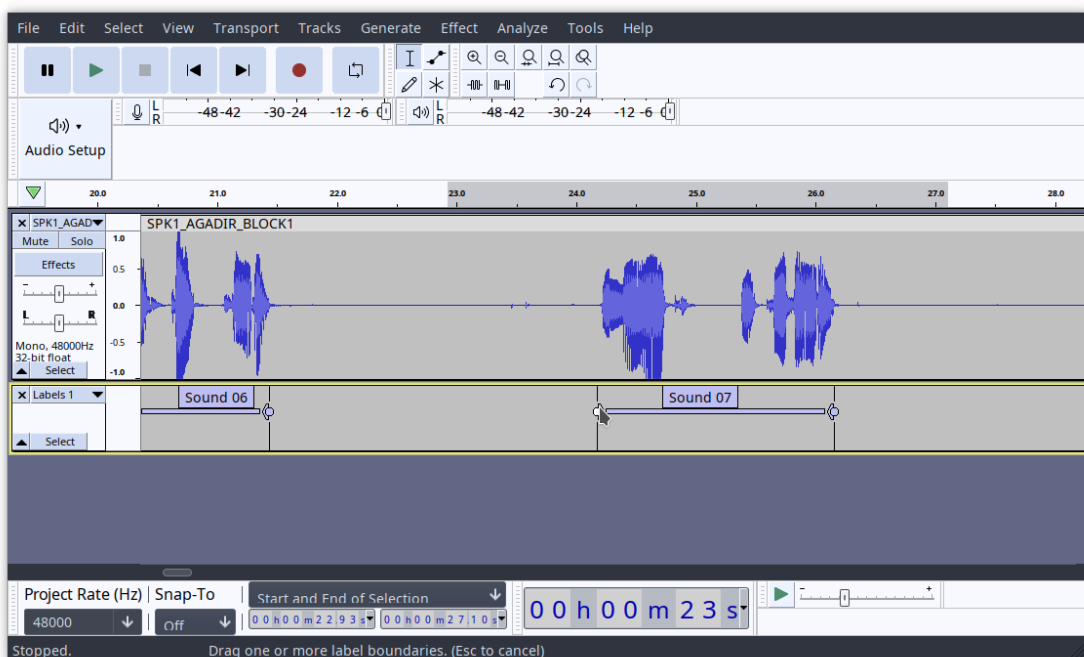 File Edit Select View Transport Tracks Generate Effect Analyze Tools Help
L
R
-48 -42 -30 -24 -12 -6
L
R
-48 -42 -30 -24 -12 -6
Audio Setup
20.0 21.0 22.0 23.0 24.0 25.0 26.0 27.0 28.0
SPK1_AGAD
SPK1_AGADIR_BLOCK1
Mute Solo
Effects
- +
L R
Mono, 48000Hz
32-bit float
Select
1.0
0.5
0.0
-0.5
-1.0
Labels 1
Sound 06
Sound 07
Select
Project Rate (Hz)
48000
Snap-To
Off
Start and End of Selection
00h00m22.93s
00h00m27.10s
00h00m23s
- +
Stopped.
Drag one or more label boundaries. (Esc to cancel)